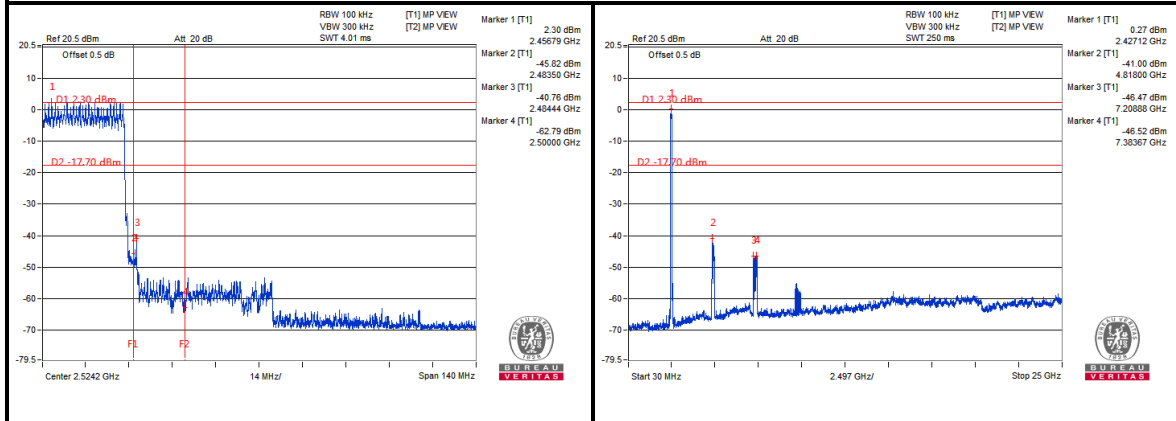 RBW 100 kHz [T1] MP VIEW
VBW 300 kHz [T2] MP VIEW
Ref 20.5 dBm Att 20 dB SWT 4.01 ms
20.5
Offset 0.5 dB
10
1
D1 2.30 dBm
0
-10
D2 -17.70 dBm
-20
-30
3
-40
-50
-60
-70
F1 F2
-79.5
Center 2.5242 GHz 14 MHz/ Span 140 MHz
Marker 1 [T1]
2.30 dBm
2.45679 GHz
Marker 2 [T1]
-45.82 dBm
2.48350 GHz
Marker 3 [T1]
-40.76 dBm
2.48444 GHz
Marker 4 [T1]
-62.79 dBm
2.50000 GHz
1828
BUREAU
VERITAS
RBW 100 kHz [T1] MP VIEW
VBW 300 kHz [T2] MP VIEW
Ref 20.5 dBm Att 20 dB SWT 250 ms
20.5
Offset 0.5 dB
10
1
D1 2.30 dBm
0
-10
D2 -17.70 dBm
-20
-30
2
-40
3 4
-50
-60
-70
-79.5
Start 30 MHz 2.497 GHz/ Stop 25 GHz
Marker 1 [T1]
0.27 dBm
2.42712 GHz
Marker 2 [T1]
-41.00 dBm
4.81800 GHz
Marker 3 [T1]
-46.47 dBm
7.20888 GHz
Marker 4 [T1]
-46.52 dBm
7.38367 GHz
1828
BUREAU
VERITAS